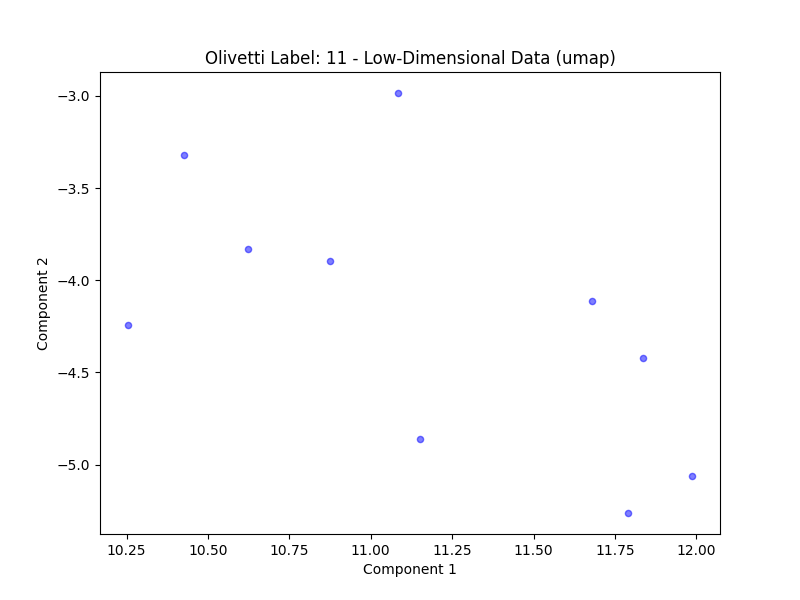 Olivetti Label: 11 - Low-Dimensional Data (umap)
−3.0
−3.5
−4.0
−4.5
−5.0
Component 2
10.25 10.50 10.75 11.00 11.25 11.50 11.75 12.00
Component 1